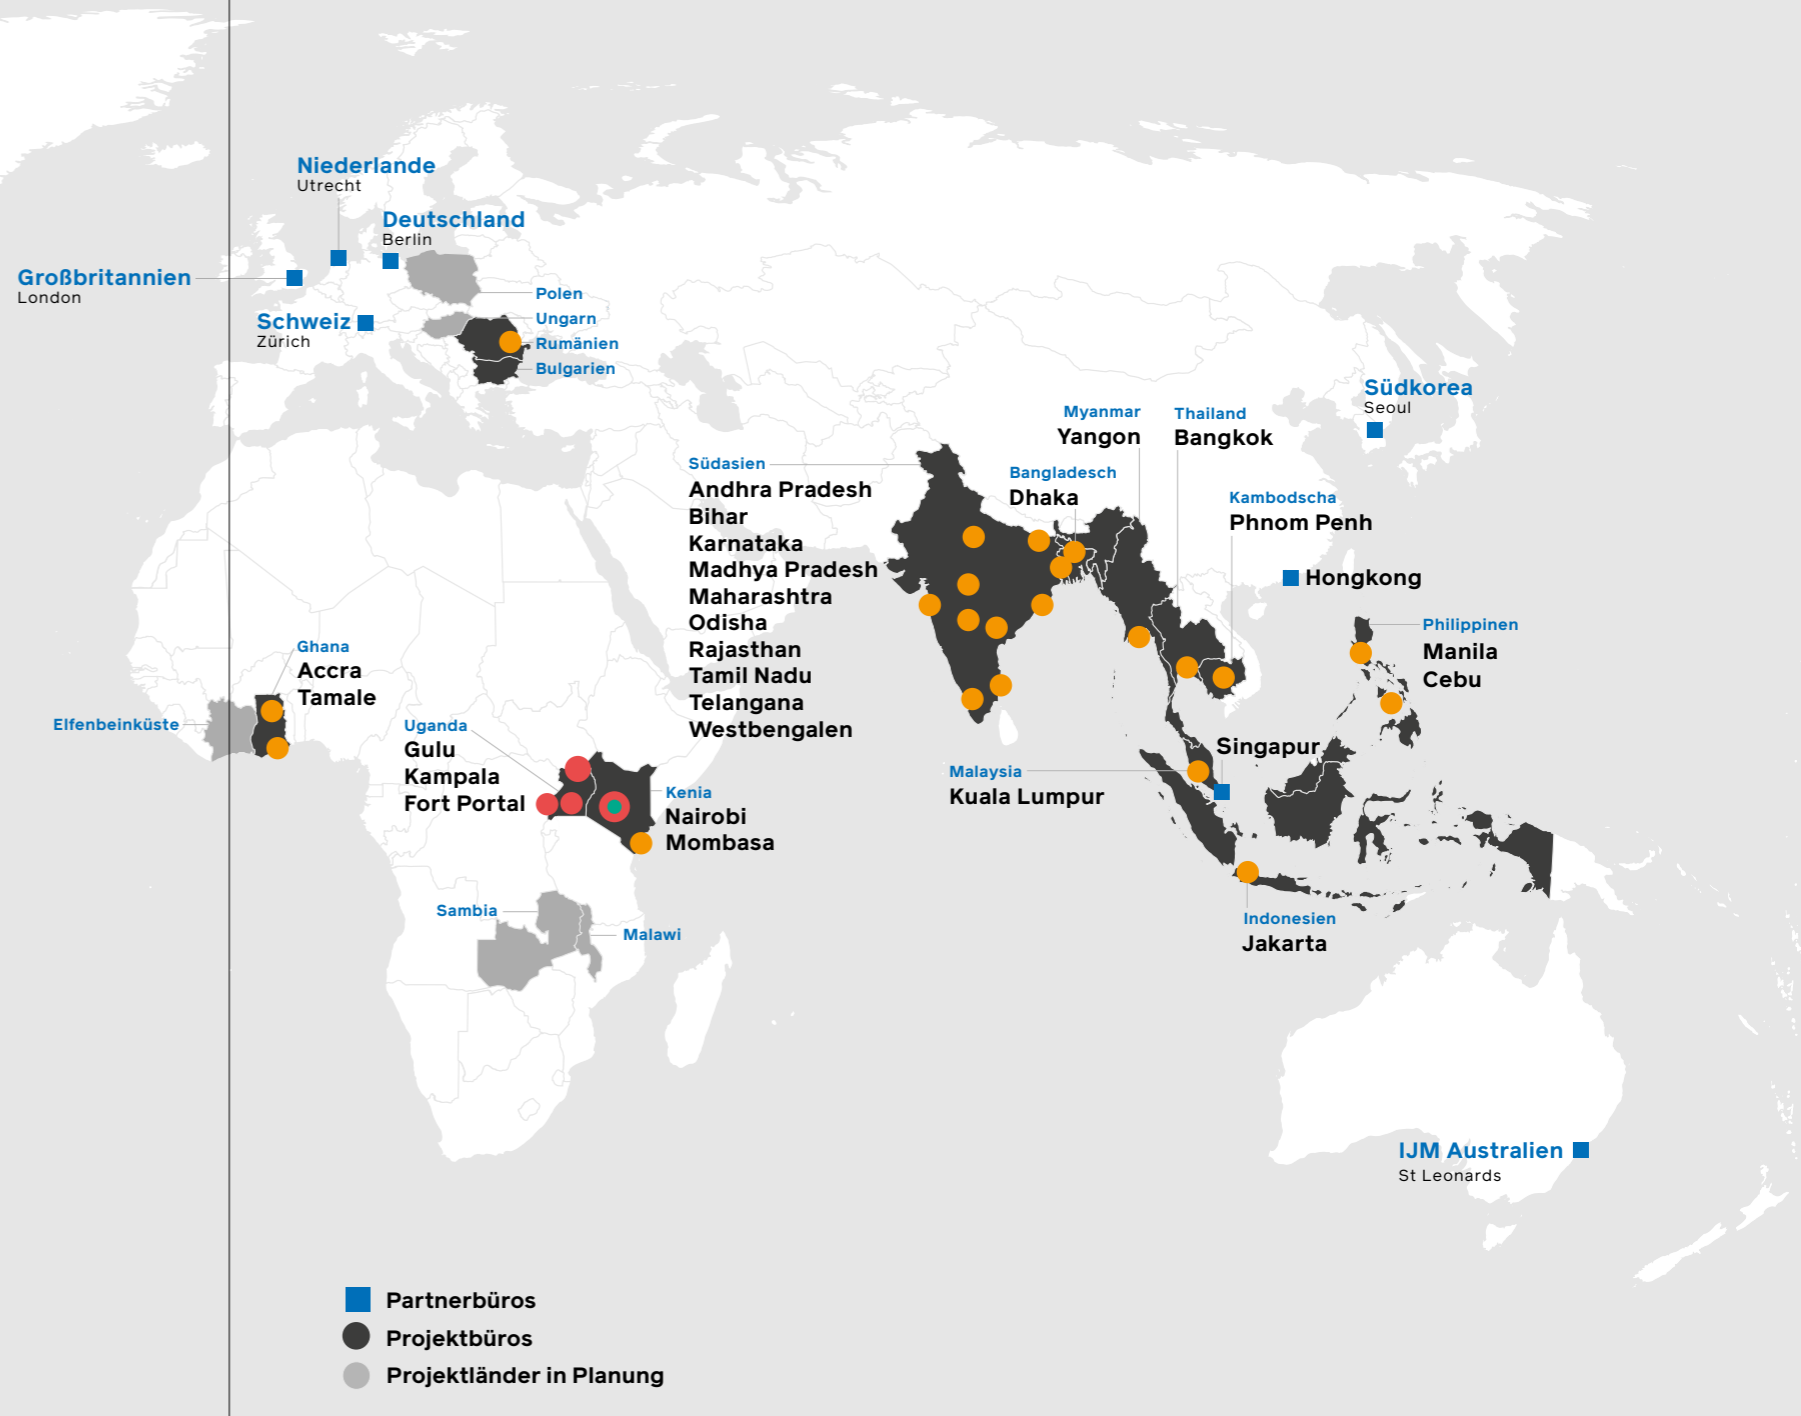 Niederlande
Utrecht
Deutschland
Berlin
Großbritannien
London
Schweiz
Zürich
Polen
Ungarn
Rumänien
Bulgarien
Südkorea
Seoul
Myanmar
Yangon
Thailand
Bangkok
Südasien
Andhra Pradesh
Bihar
Karnataka
Madhya Pradesh
Maharashtra
Odisha
Rajasthan
Tamil Nadu
Telangana
Westbengalen
Bangladesch
Dhaka
Kambodscha
Phnom Penh
Hongkong
Philippinen
Manila
Cebu
Ghana
Accra
Tamale
Elfenbeinküste
Uganda
Gulu
Kampala
Fort Portal
Kenia
Nairobi
Mombasa
Singapur
Malaysia
Kuala Lumpur
Sambia
Malawi
Indonesien
Jakarta
IJM Australien
St Leonards
Partnerbüros
Projektbüros
Projektländer in Planung